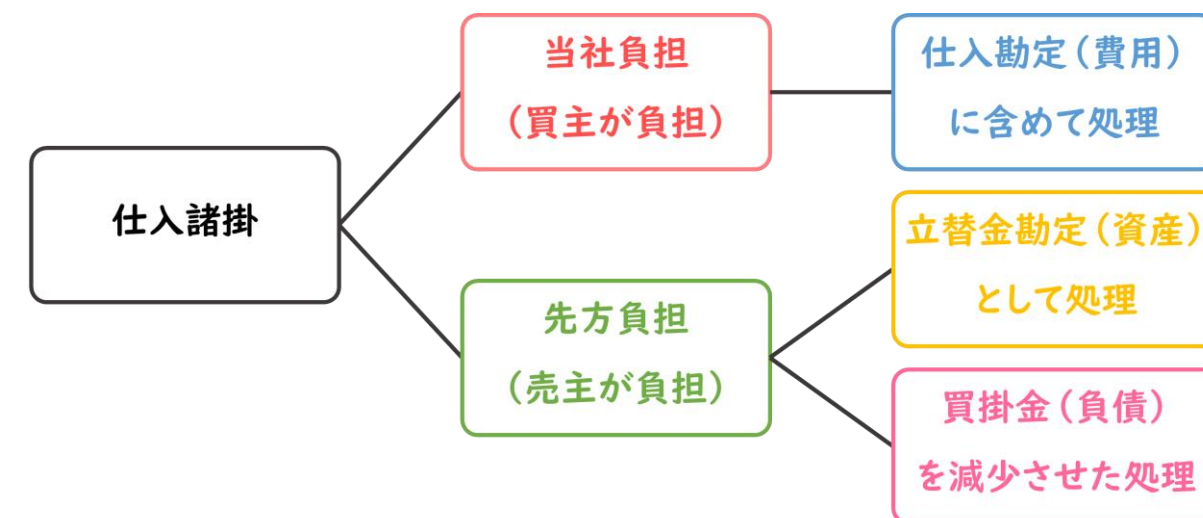 仕入諸掛
当社負担
(買主が負担)
仕入勘定(費用)
に含めて処理
先方負担
(売主が負担)
立替金勘定(資産)
として処理
買掛金(負債)
を減少させた処理